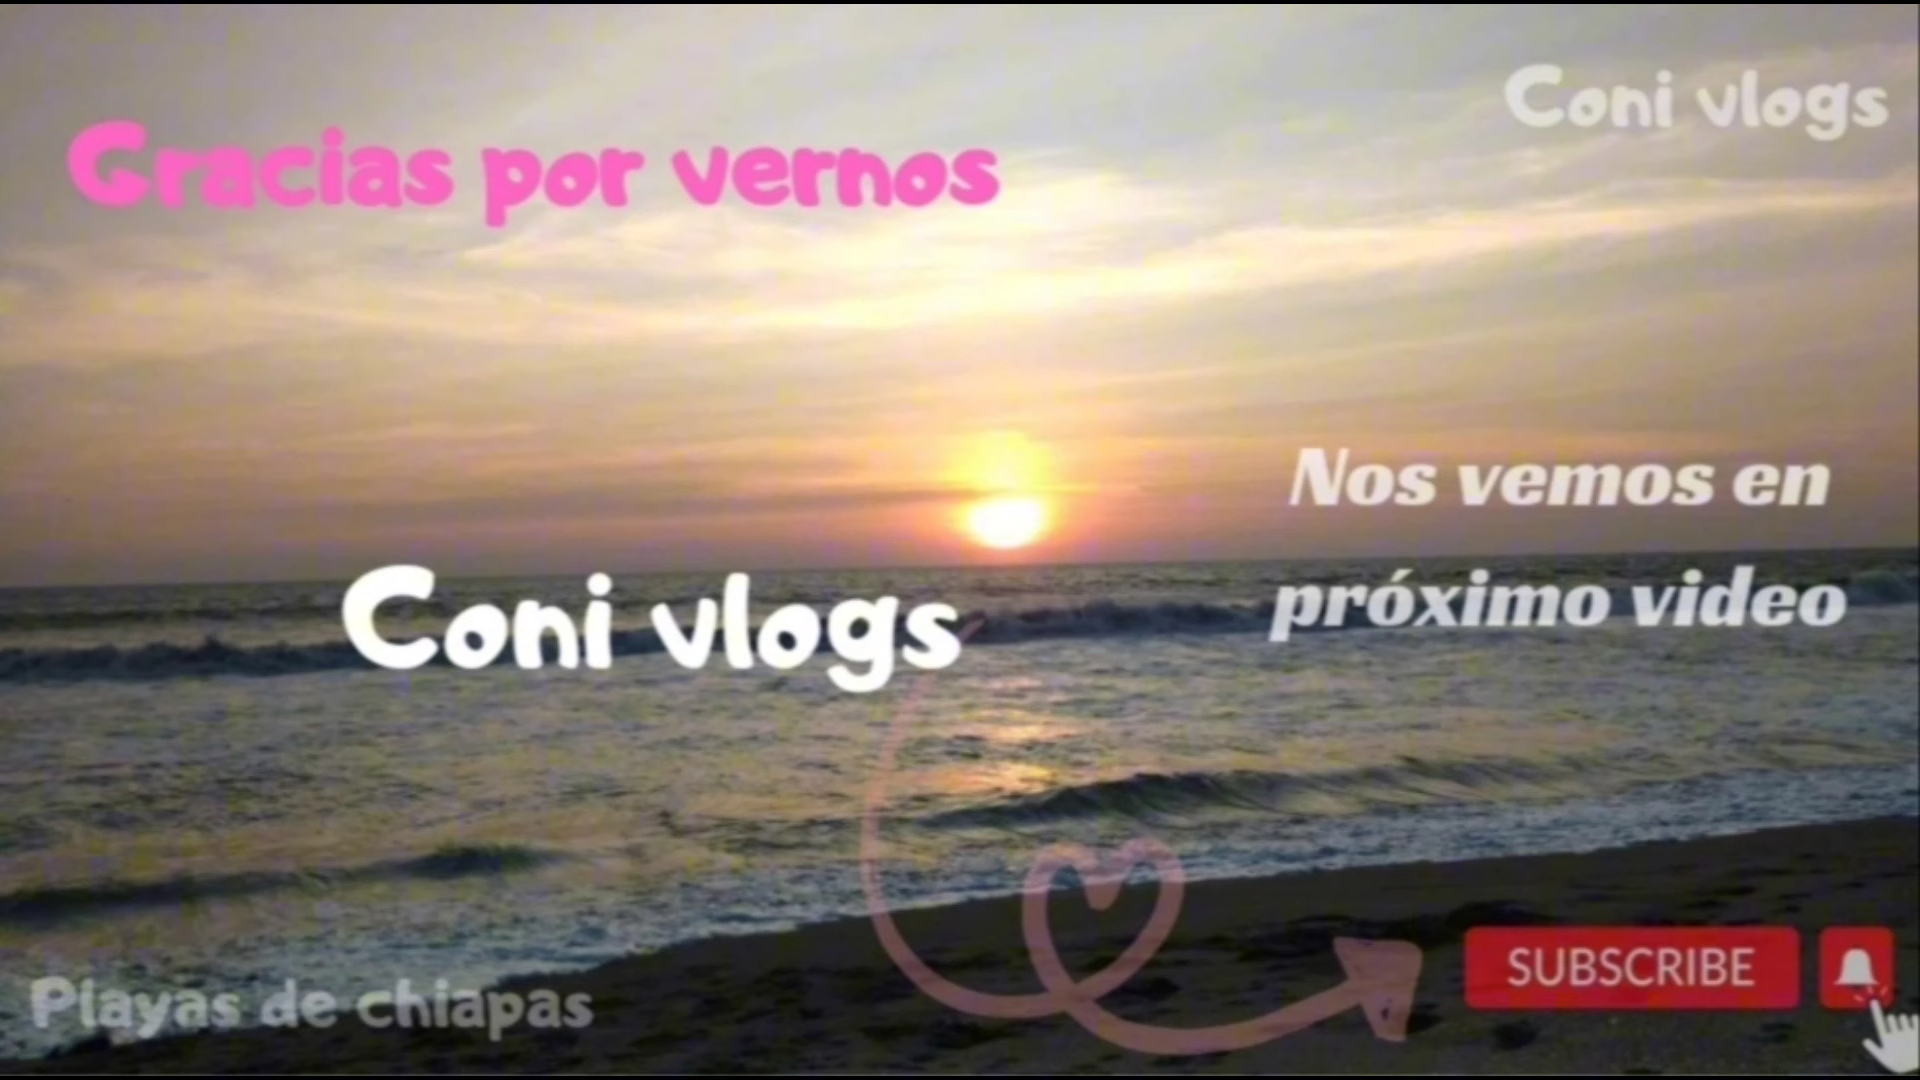 Coni vlogs
Gracias por vernos
Nos vemos en
próximo video
Coni vlogs
SUBSCRIBE
Playas de chiapas